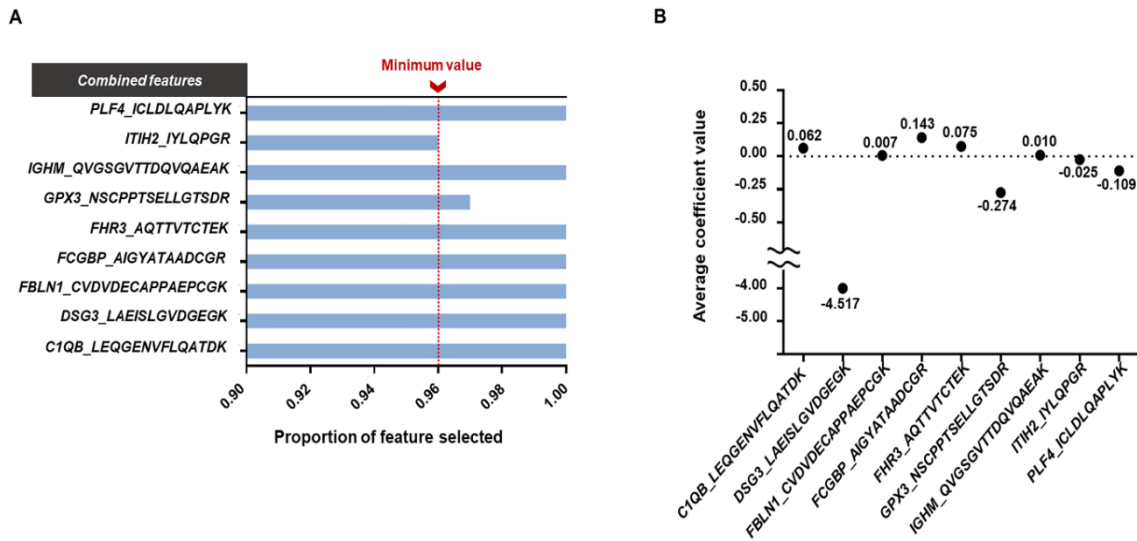 A
Combined features
Minimum value
PLF4_ICLDLQAPLYK
ITIH2_IYLQPGR
IGHM_QVGSGVTTDQVQAEAK
GPX3_NSCPPTSELLGTSDR
FHR3_AQTTVTCTEK
FCGBP_AIGYATAADCGR
FBLN1_CVDVDECAPPAEPCGK
DSG3_LAEISLGVDGEGK
C1QB_LEQGENVFLQATDK
0.90
0.92
0.94
0.96
0.98
1.00
Proportion of feature selected
B
Average coefficient value
0.50
0.25
0.00
-0.25
-0.50
-4.00
-5.00
0.062
-4.517
0.007
0.143
0.075
-0.274
0.010
-0.025
-0.109
C1QB_LEQGENVFLQATDK
DSG3_LAEISLGVDGEGK
FBLN1_CVDVDECAPPAEPCGK
FCGBP_AIGYATAADCGR
FHR3_AQTTVTCTEK
GPX3_NSCPPTSELLGTSDR
IGHM_QVGSGVTTDQVQAEAK
ITIH2_IYLQPGR
PLF4_ICLDLQAPLYK